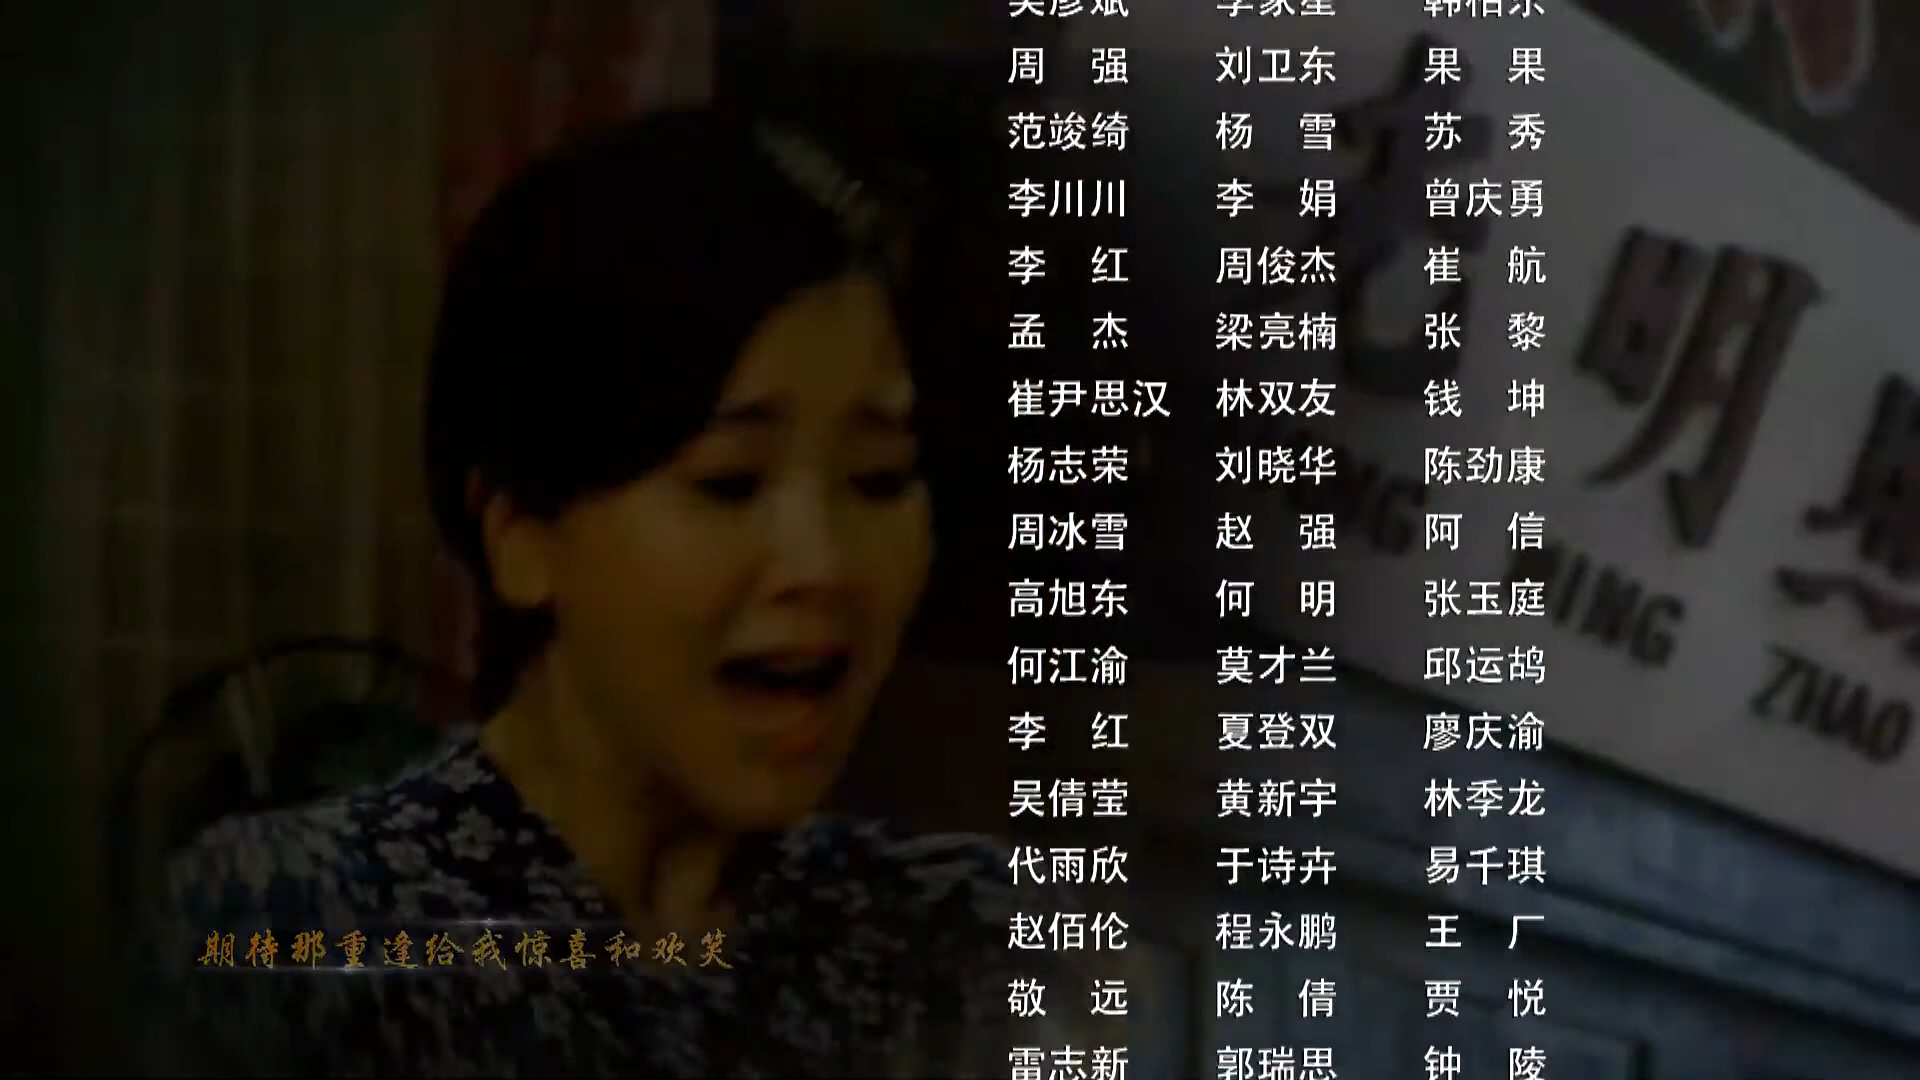 周　强　刘卫东　果　果
范竣绮　杨　雪　苏　秀
李川川　李　娟　曾庆勇
李　红　周俊杰　崔　航
孟　杰　梁亮楠　张　黎
崔尹思汉　林双友　钱　坤
杨志荣　刘晓华　陈劲康
周冰雪　赵　强　阿　信
高旭东　何　明　张玉庭
何江渝　莫才兰　邱运鸪
李　红　夏登双　廖庆渝
吴倩莹　黄新宇　林季龙
代雨欣　于诗卉　易千琪
赵佰伦　程永鹏　王　厂
敬　远　陈　倩　贾　悦
雷志新　郭瑞思　钟　陵
期待那重逢给我惊喜和欢笑
明
MING ZHAO